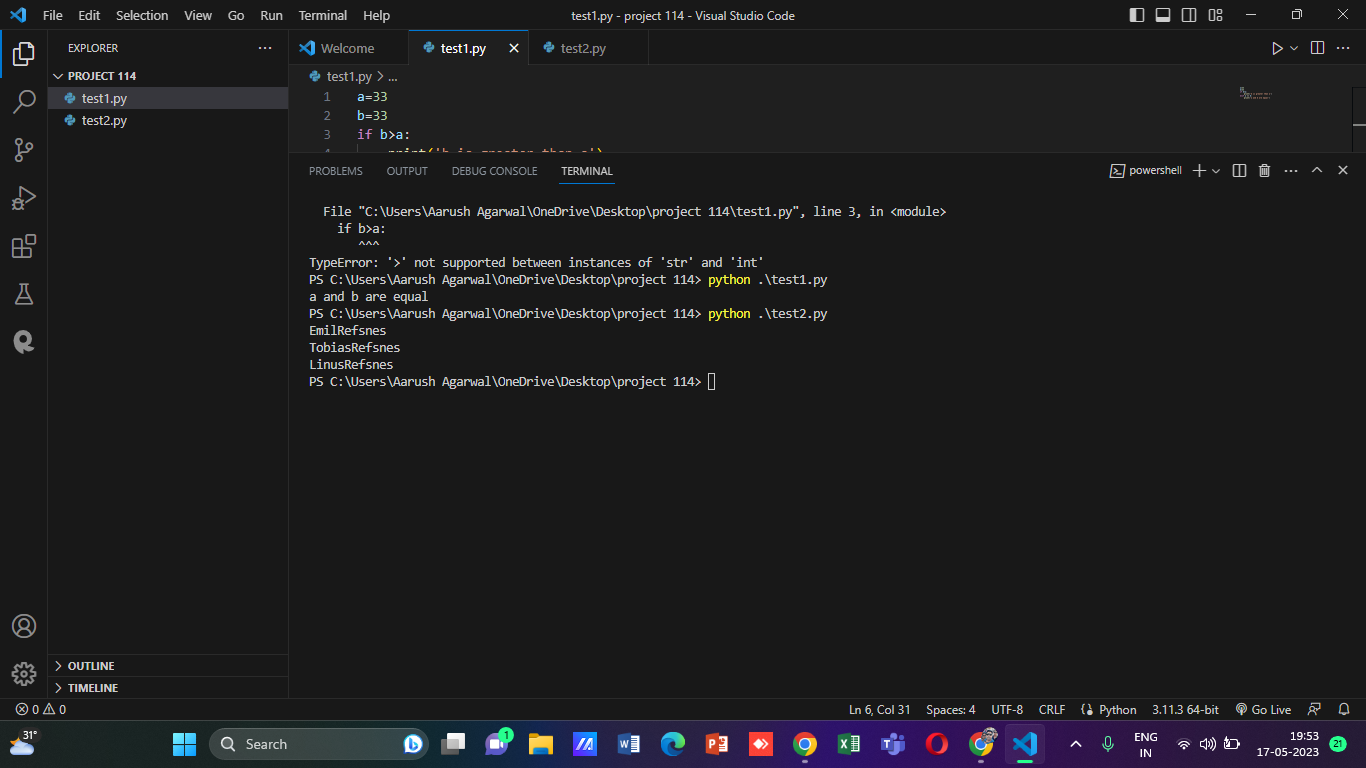 File Edit Selection View Go Run Terminal Help
test1.py - project 114 - Visual Studio Code
EXPLORER
PROJECT 114
test1.py
test2.py
OUTLINE
TIMELINE
Welcome
test1.py
test2.py
test1.py > ...
1 a=33
2 b=33
3 if b>a:
4 print('b is greater than a')
PROBLEMS OUTPUT DEBUG CONSOLE TERMINAL
powershell
File "C:\Users\Aarush Agarwal\OneDrive\Desktop\project 114\test1.py", line 3, in <module>
if b>a:
^^^
TypeError: '>' not supported between instances of 'str' and 'int'
PS C:\Users\Aarush Agarwal\OneDrive\Desktop\project 114> python .\test1.py
a and b are equal
PS C:\Users\Aarush Agarwal\OneDrive\Desktop\project 114> python .\test2.py
EmilRefsnes
TobiasRefsnes
LinusRefsnes
PS C:\Users\Aarush Agarwal\OneDrive\Desktop\project 114>
0 0
Ln 6, Col 31 Spaces: 4 UTF-8 CRLF Python 3.11.3 64-bit Go Live
31°
Search
1
ENG
IN
19:53
17-05-2023
21